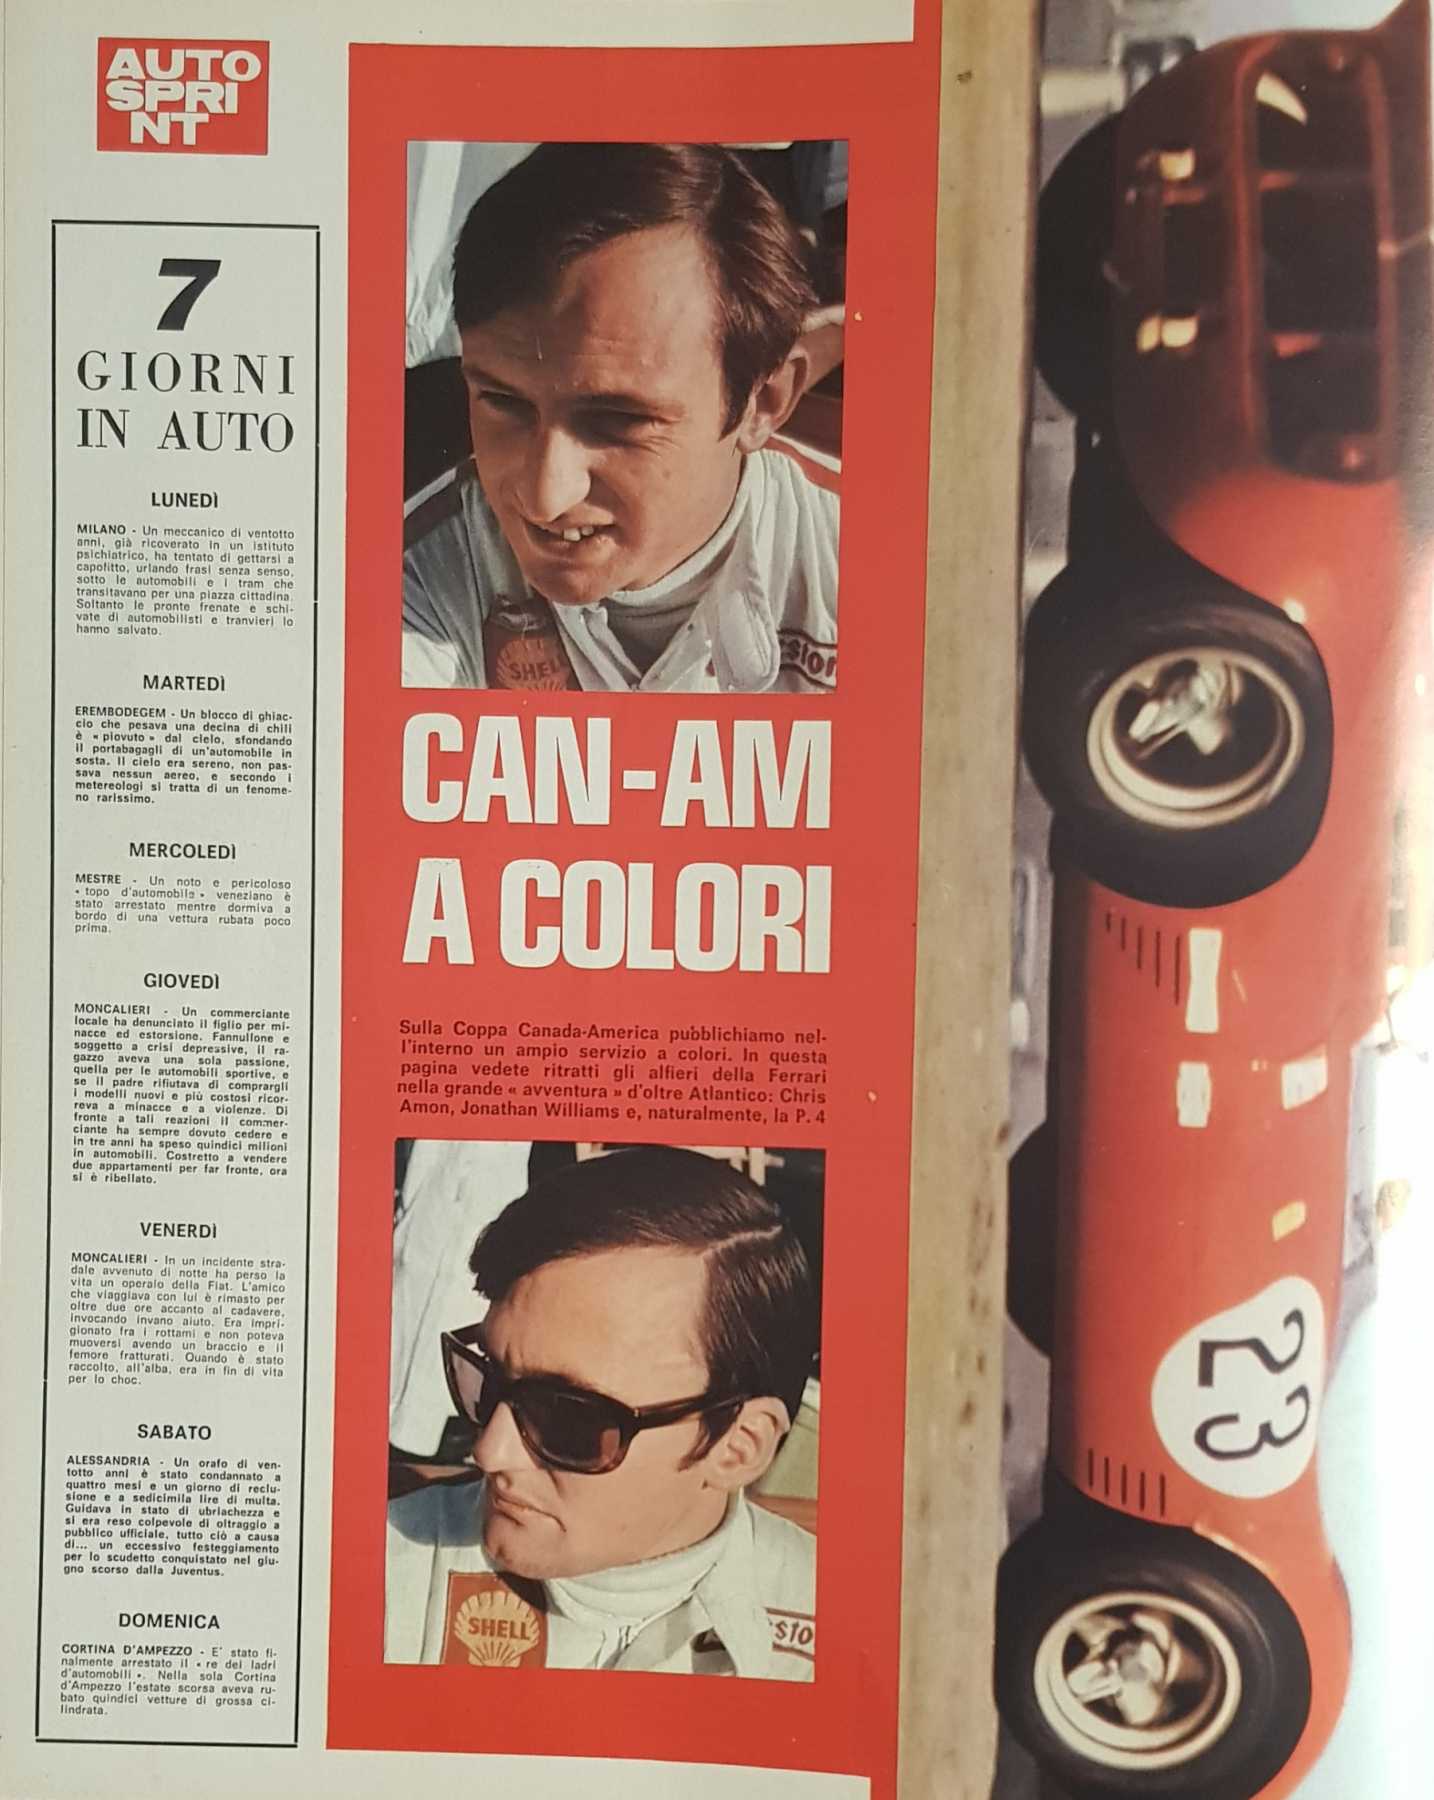 AUTO
SPRI
NT
7
GIORNI
IN AUTO
LUNEDÌ
MILANO - Un meccanico di ventotto
anni, già ricoverato in un istituto
psichiatrico, ha tentato di gettarsi a
capofitto, urlando frasi senza senso,
sotto le automobili e i tram che
transitavano per una piazza cittadina.
Soltanto le pronte frenate e schi-
vate di automobilisti e tranvieri lo
hanno salvato.
MARTEDÌ
EREMBODEGEM - Un blocco di ghiac-
cio che pesava una decina di chili
è « piovuto » dal cielo, sfondando
il portabagagli di un'automobile in
sosta. Il cielo era sereno, non pas-
sava nessun aereo, e secondo i
metereologi si tratta di un fenome-
no rarissimo.
MERCOLEDÌ
MESTRE - Un noto e pericoloso
« topo d'automobile » veneziano è
stato arrestato mentre dormiva a
bordo di una vettura rubata poco
prima.
GIOVEDÌ
MONCALIERI - Un commerciante
locale ha denunciato il figlio per mi-
nacce ed estorsione. Fannullone e
soggetto a crisi depressive, il ra-
gazzo aveva una sola passione,
quella per le automobili sportive, e
se il padre rifiutava di comprargli
i modelli nuovi e più costosi ricor-
reva a minacce e a violenze. Di
fronte a tali reazioni il commer-
ciante ha sempre dovuto cedere e
in tre anni ha speso quindici milioni
in automobili. Costretto a vendere
due appartamenti per far fronte, ora
si è ribellato.
VENERDÌ
MONCALIERI - In un incidente stra-
dale avvenuto di notte ha perso la
vita un operaio della Fiat. L'amico
che viaggiava con lui è rimasto per
oltre due ore accanto al cadavere,
invocando invano aiuto. Era impri-
gionato fra i rottami e non poteva
muoversi avendo un braccio e il
femore fratturati. Quando è stato
raccolto, all'alba, era in fin di vita
per lo choc.
SABATO
ALESSANDRIA - Un orafo di ven-
totto anni è stato condannato a
quattro mesi e un giorno di reclu-
sione e a sedicimila lire di multa.
Guidava in stato di ubriachezza e
si era reso colpevole di oltraggio a
pubblico ufficiale, tutto ciò a causa
di... un eccessivo festeggiamento
per lo scudetto conquistato nel giu-
gno scorso dalla Juventus.
DOMENICA
CORTINA D'AMPEZZO - E' stato fi-
nalmente arrestato il « re dei ladri
d'automobili ». Nella sola Cortina
d'Ampezzo l'estate scorsa aveva ru-
bato quindici vetture di grossa ci-
lindrata.
SHELL
ston
CAN-AM
A COLORI
Sulla Coppa Canada-America pubblichiamo nel-
l'interno un ampio servizio a colori. In questa
pagina vedete ritratti gli alfieri della Ferrari
nella grande « avventura » d'oltre Atlantico: Chris
Amon, Jonathan Williams e, naturalmente, la P. 4
SHELL
sto
23